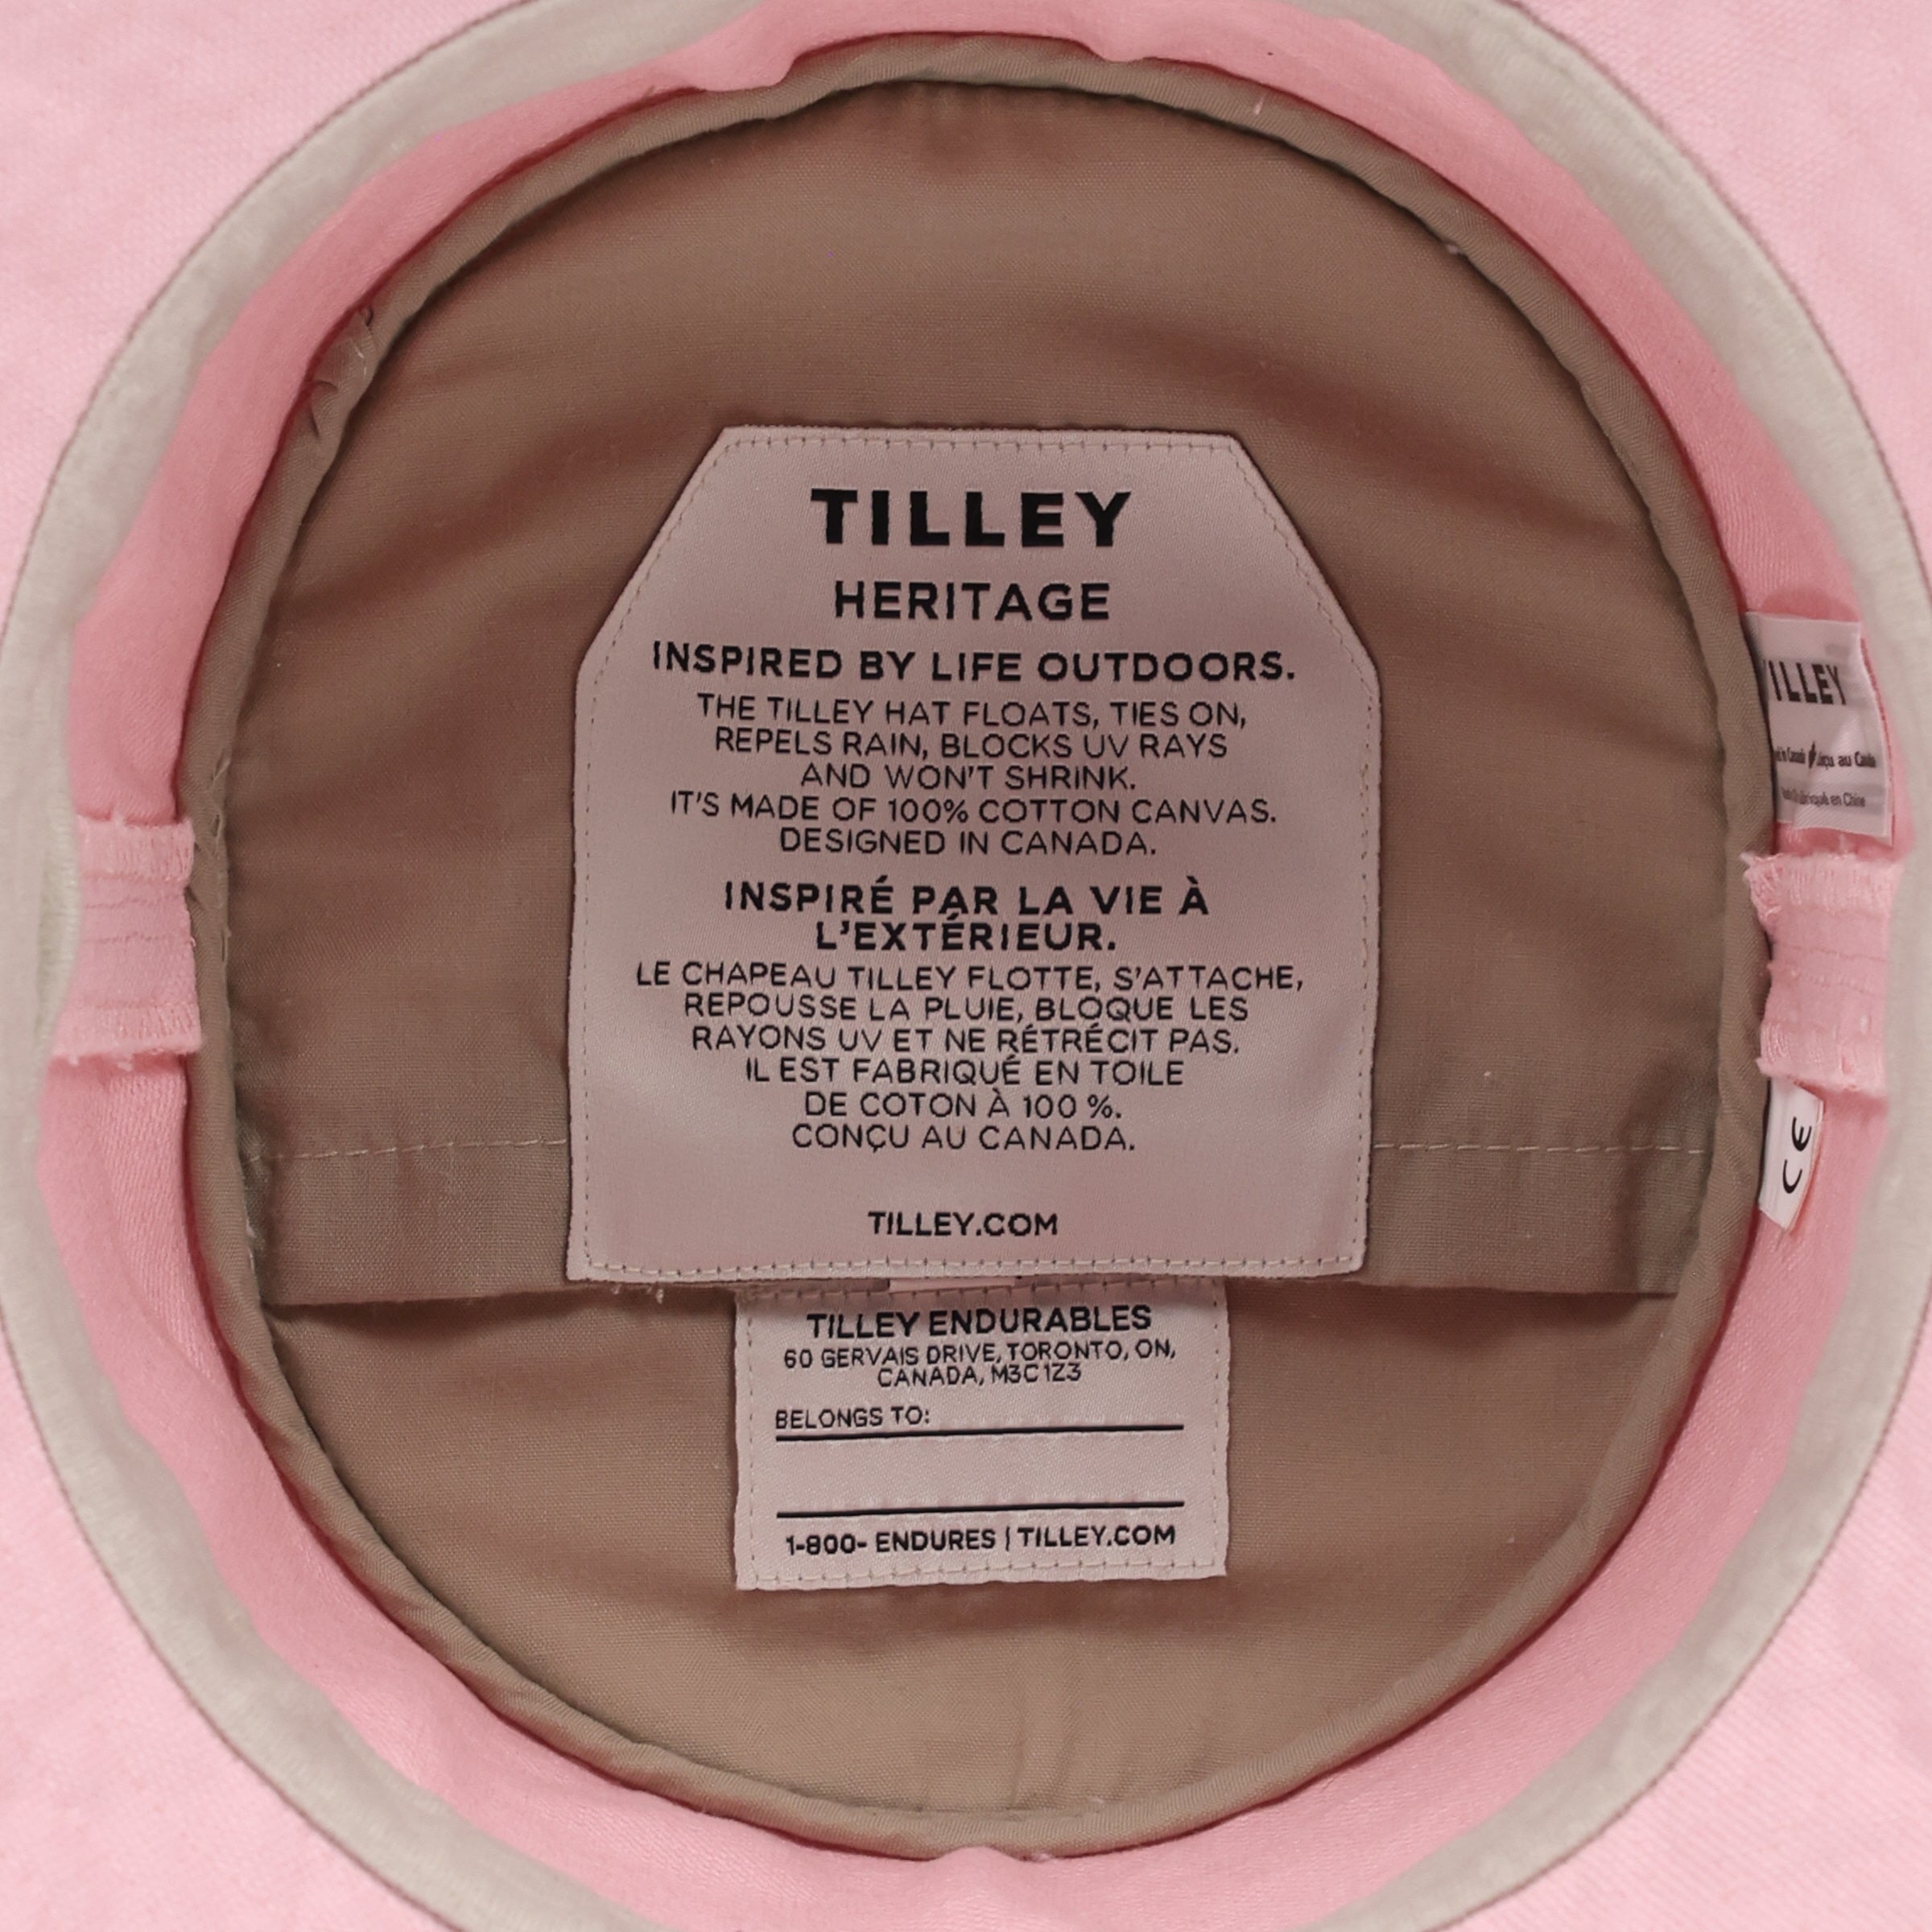 TILLEY
HERITAGE
INSPIRED BY LIFE OUTDOORS.
THE TILLEY HAT FLOATS, TIES ON,
REPELS RAIN, BLOCKS UV RAYS
AND WON'T SHRINK.
IT'S MADE OF 100% COTTON CANVAS.
DESIGNED IN CANADA.
INSPIRÉ PAR LA VIE À
L'EXTÉRIEUR.
LE CHAPEAU TILLEY FLOTTE, S'ATTACHE,
REPOUSSE LA PLUIE, BLOQUE LES
RAYONS UV ET NE RÉTRÉCIT PAS.
IL EST FABRIQUÉ EN TOILE
DE COTON À 100 %.
CONÇU AU CANADA.
TILLEY.COM
TILLEY ENDURABLES
60 GERVAIS DRIVE, TORONTO, ON,
CANADA, M3C 1Z3
BELONGS TO:
1-800- ENDURES | TILLEY.COM
TILLEY
au
en Chine
CE